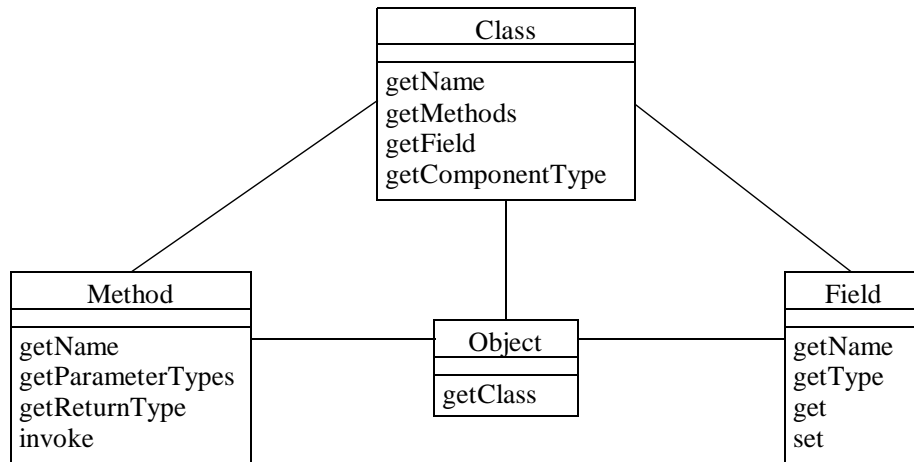 Class
getName
getMethods
getField
getComponentType
Method
getName
getParameterTypes
getReturnType
invoke
Object
getClass
Field
getName
getType
get
set